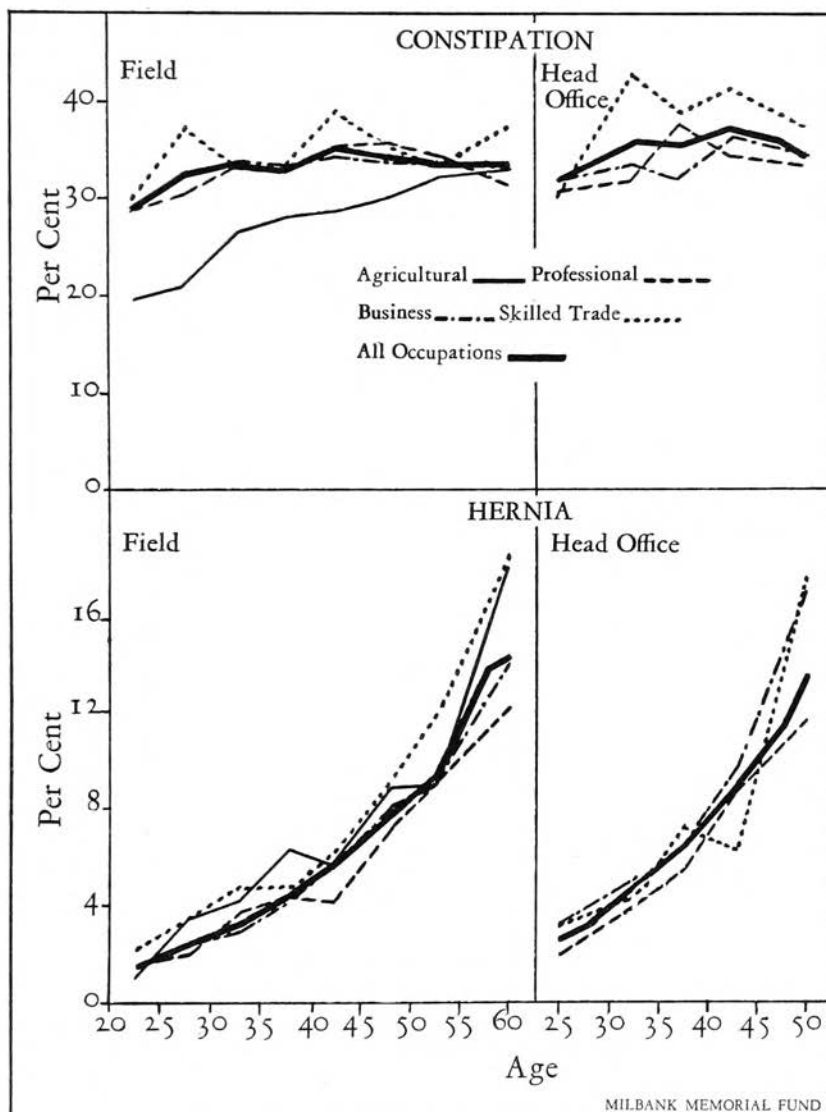 CONSTIPATION
Field
Head
Office
40
30
20
10
0
Per Cent
Agricultural Professional
Business Skilled Trade
All Occupations
HERNIA
Field
Head Office
16
12
8
4
0
Per Cent
20 25 30 35 40 45 50 55 60 25 30 35 40 45 50
Age
MILBANK MEMORIAL FUND